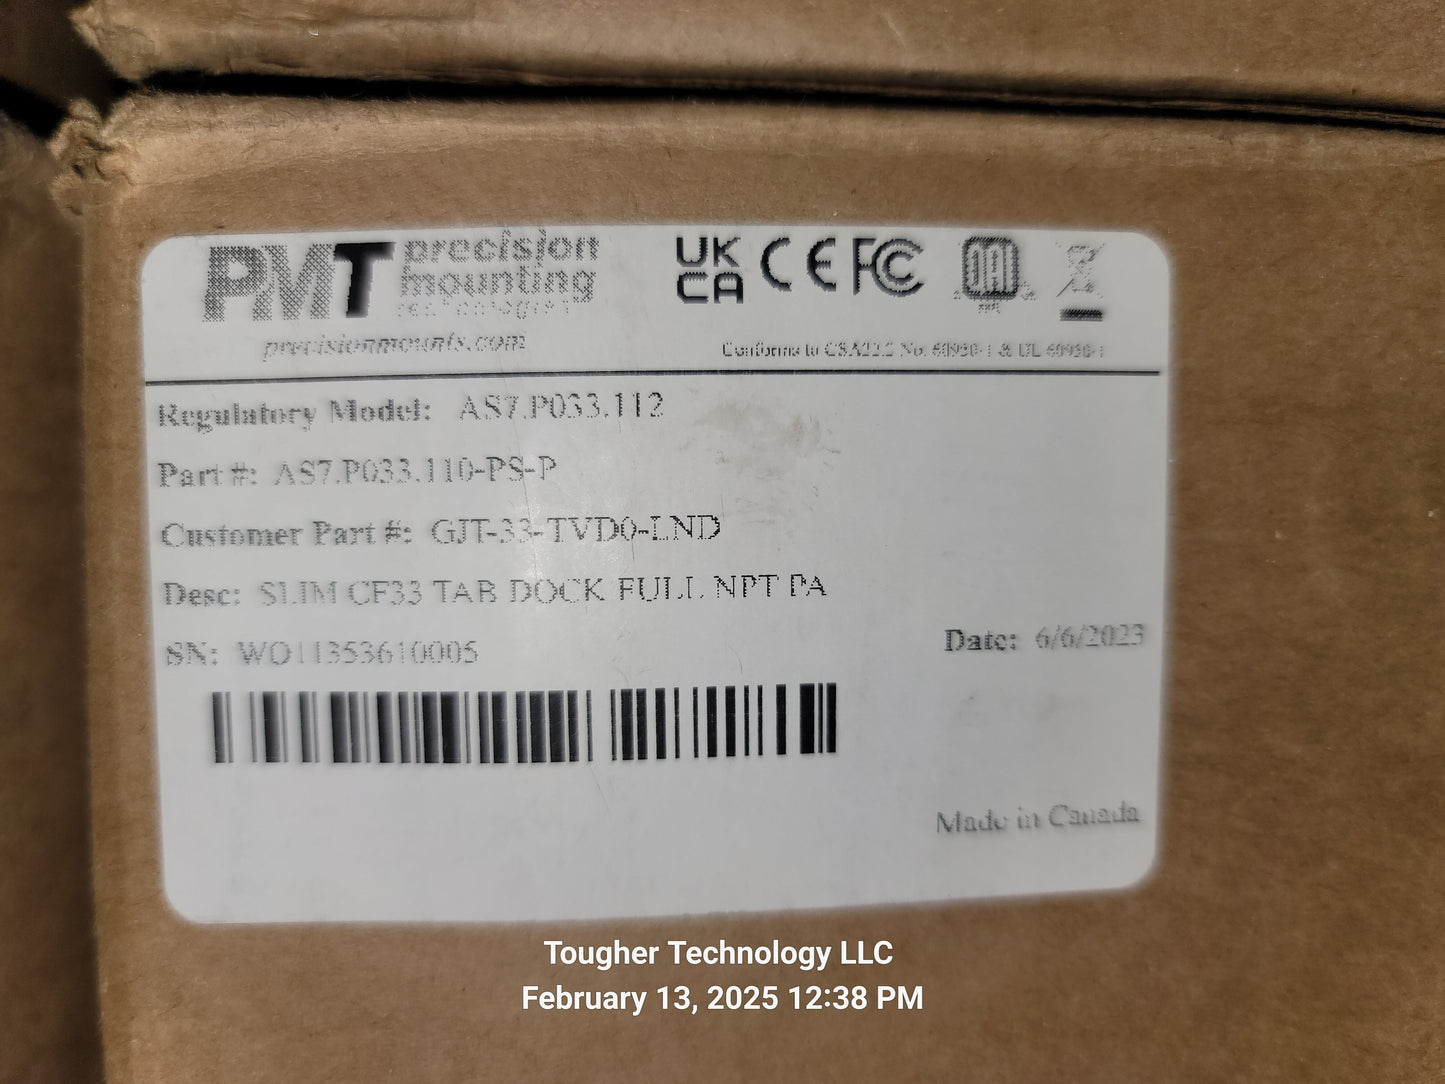 PMT precision
mounting
technologies
precisionmounts.com
UK
CA CE FC
Conforms to CSA22.2 No. 60950-1 & UL 60950-1
Regulatory Model: AS7.P033.112
Part #: AS7.P033.110-PS-P
Customer Part #: GJT-33-TVD0-LND
Desc: SLIM CF33 TAB DOCK FULL NPT PA
SN: WO11353610005
Date: 6/6/2023
Made in Canada
Tougher Technology LLC
February 13, 2025 12:38 PM